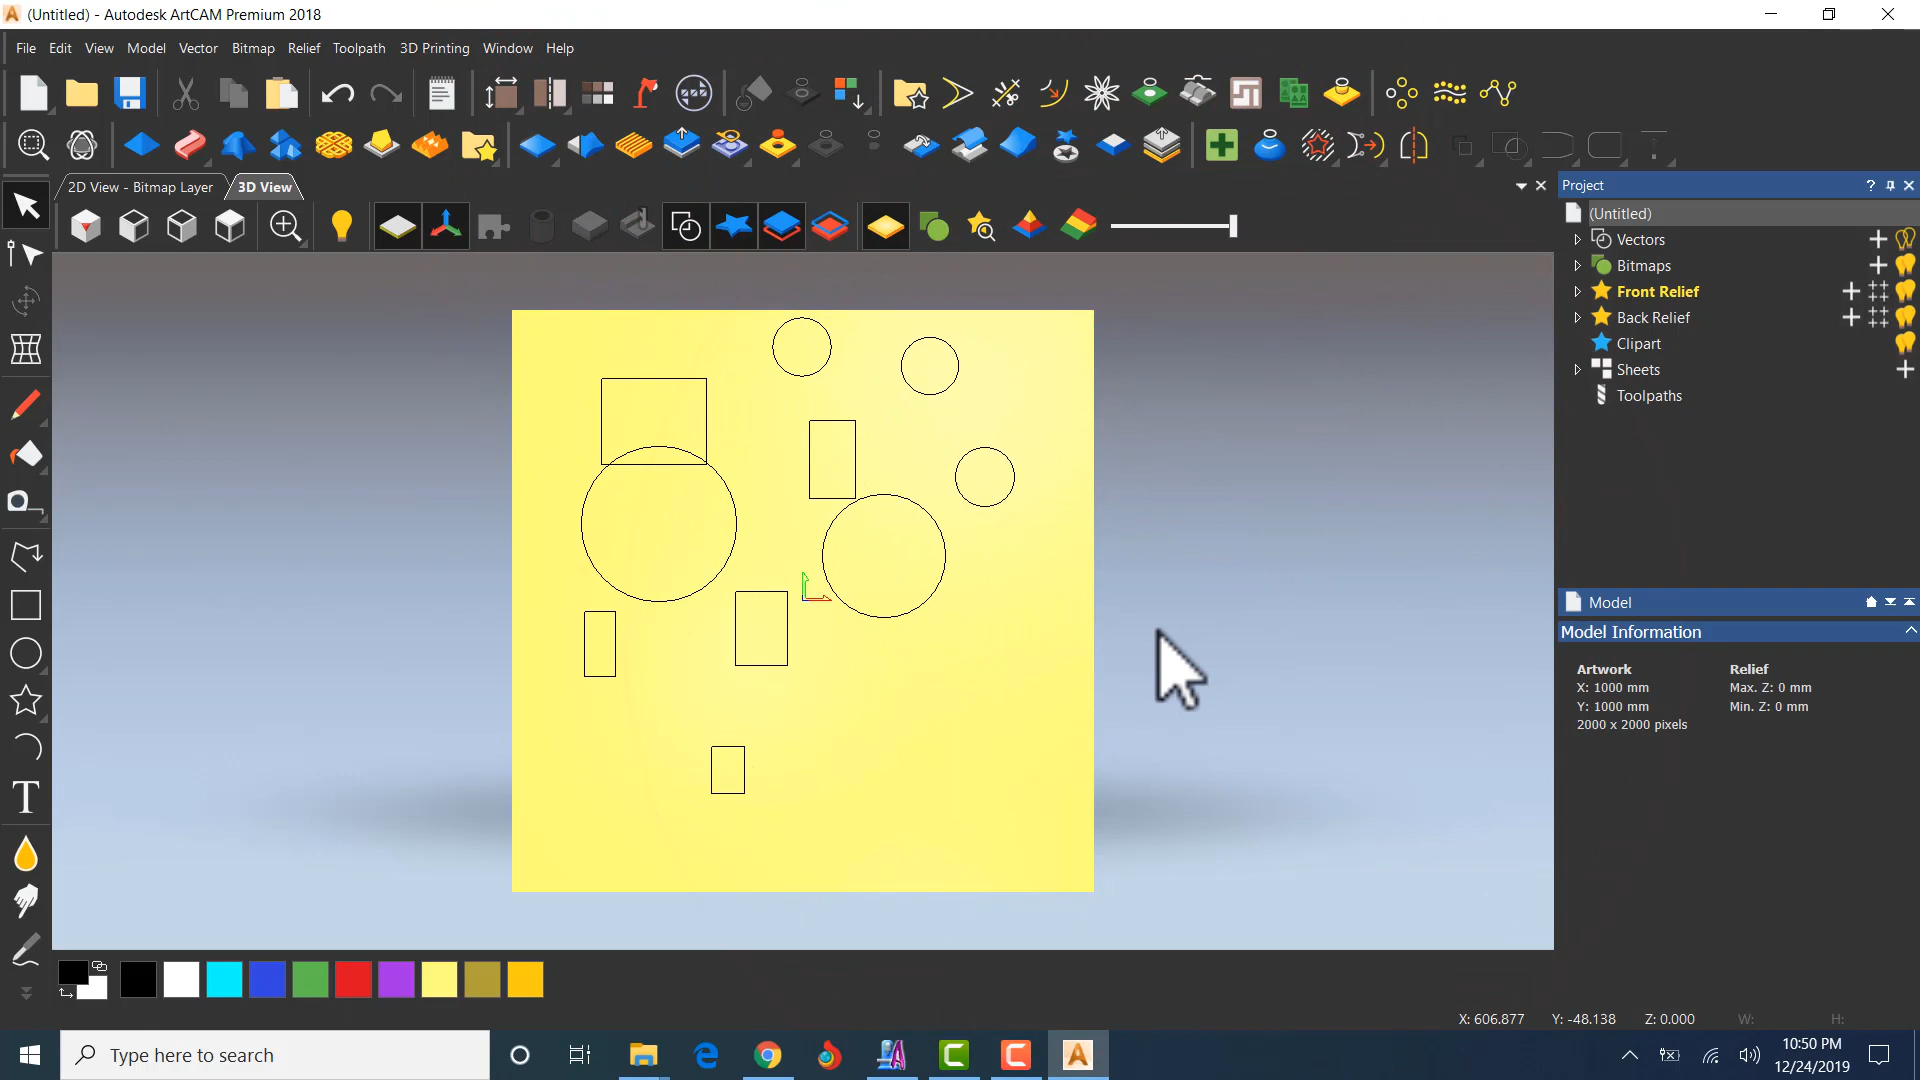 (Untitled) - Autodesk ArtCAM Premium 2018
File Edit View Model Vector Bitmap Relief Toolpath 3D Printing Window Help
2D View - Bitmap Layer 3D View
Project
(Untitled)
Vectors
Bitmaps
Front Relief
Back Relief
Clipart
Sheets
Toolpaths
Model
Model Information
Artwork Relief
X: 1000 mm Max. Z: 0 mm
Y: 1000 mm Min. Z: 0 mm
2000 x 2000 pixels
X: 606.877 Y: -48.138 Z: 0.000 W: H:
Type here to search
10:50 PM
12/24/2019